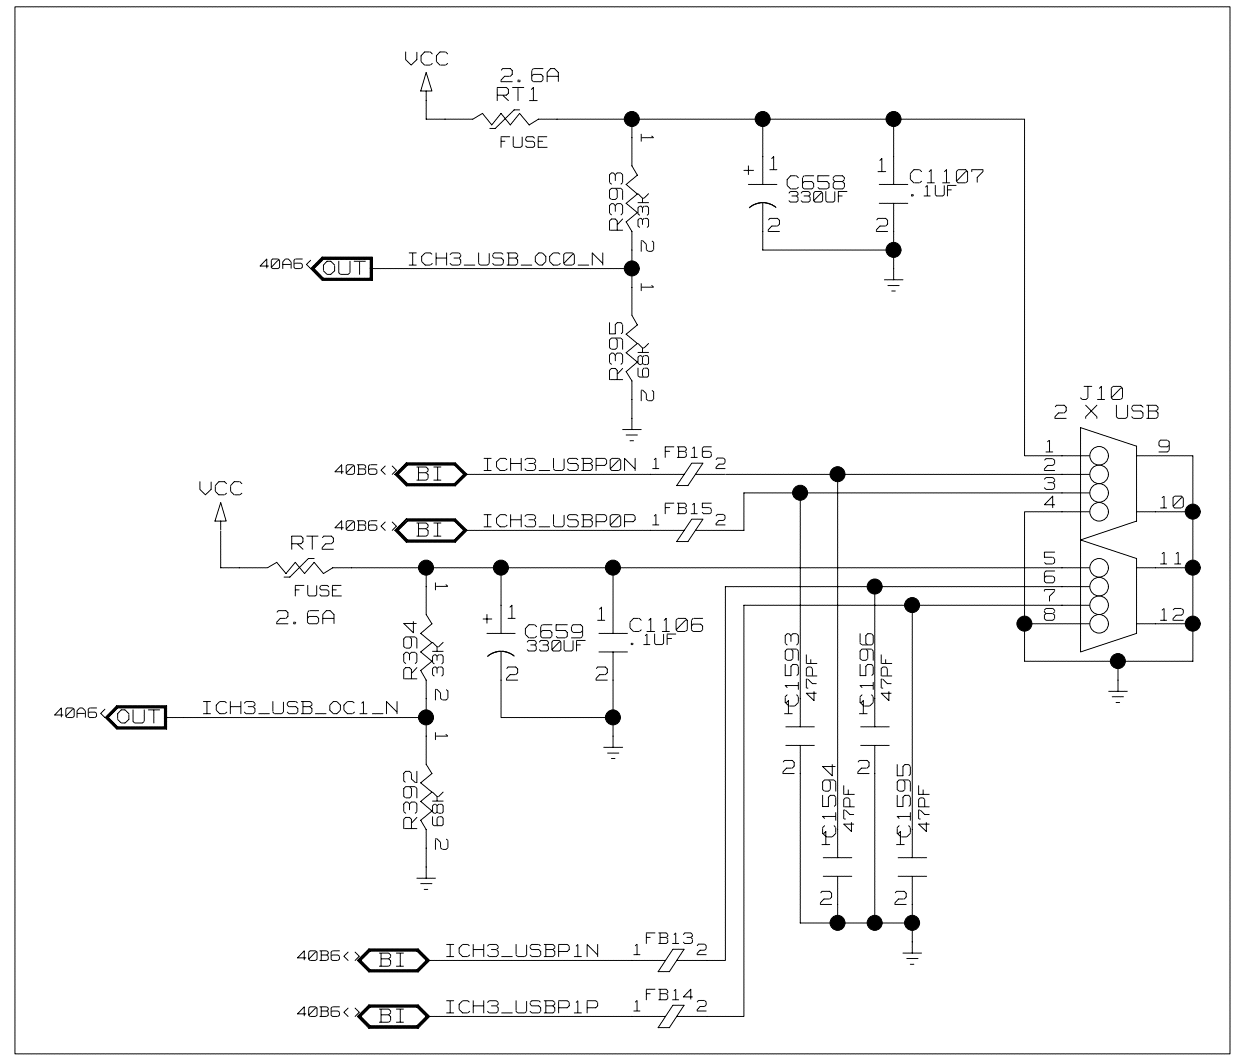 VCC
2.6A
RT1
FUSE
1
R393
33K
2
+
1
C658
330UF
2
1
C1107
.1UF
2
40A6<
OUT
ICH3_USB_OC0_N
1
R395
68K
2
J10
2 X USB
1
2
3
4
9
10
40B6<>
BI
ICH3_USBP0N
1
FB16
2
40B6<>
BI
ICH3_USBP0P
1
FB15
2
VCC
RT2
FUSE
2.6A
5
6
7
8
11
12
1
R394
33K
2
+
1
C659
330UF
2
1
C1106
.1UF
2
40A6<
OUT
ICH3_USB_OC1_N
1
R392
68K
2
1
C1593
47PF
2
1
C1596
47PF
2
1
C1594
47PF
2
1
C1595
47PF
2
40B6<>
BI
ICH3_USBP1N
1
FB13
2
40B6<>
BI
ICH3_USBP1P
1
FB14
2